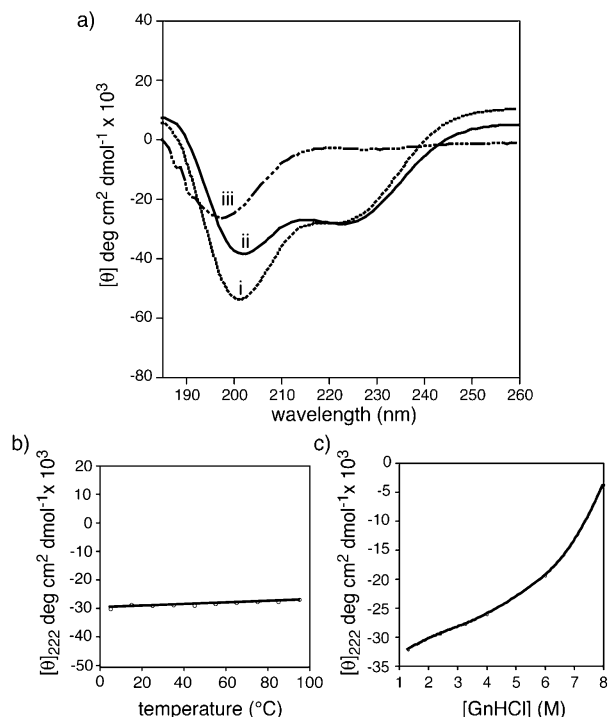 a)
[θ] deg cm² dmol⁻¹ x 10³
40
20
0
-20
-40
-60
-80
iii
ii
i
190 200 210 220 230 240 250 260
wavelength (nm)
b)
[θ]₂₂₂ deg cm² dmol⁻¹x 10³
20
10
0
-10
-20
-30
-40
-50
0 20 40 60 80 100
temperature (°C)
c)
[θ]₂₂₂ deg cm² dmol⁻¹x 10³
0
-5
-10
-15
-20
-25
-30
-35
1 2 3 4 5 6 7 8
[GnHCl] (M)